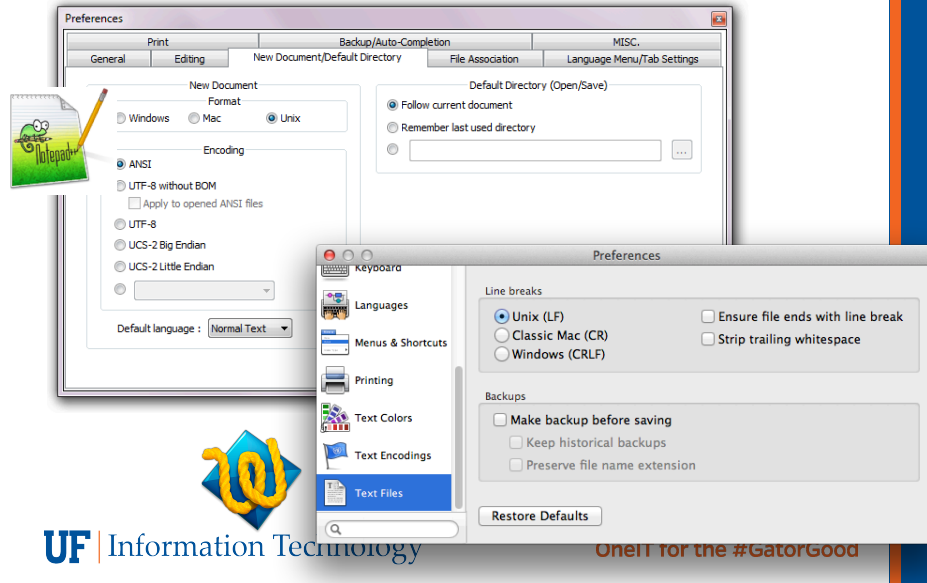 Preferences
Print Backup/Auto-Completion MISC.
General Editing New Document/Default Directory File Association Language Menu/Tab Settings
New Document
Format
Windows Mac Unix
Encoding
ANSI
UTF-8 without BOM
Apply to opened ANSI files
UTF-8
UCS-2 Big Endian
UCS-2 Little Endian
Default language : Normal Text
Default Directory (Open/Save)
Follow current document
Remember last used directory
...
Notepad++
Preferences
Keyboard
Languages
Menus & Shortcuts
Printing
Text Colors
Text Encodings
Text Files
Line breaks
Unix (LF)
Classic Mac (CR)
Windows (CRLF)
Ensure file ends with line break
Strip trailing whitespace
Backups
Make backup before saving
Keep historical backups
Preserve file name extension
Restore Defaults
UF Information Technology
OneIT for the #GatorGood